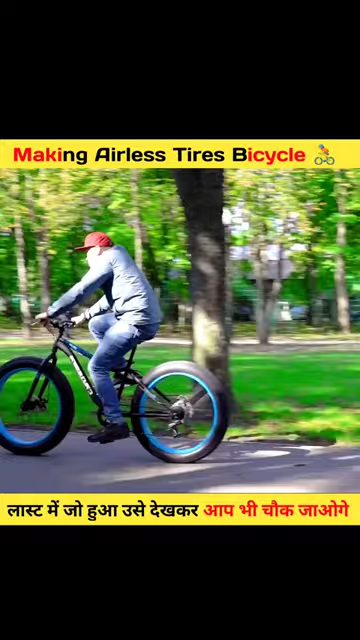 Making Airless Tires Bicycle 🚴
लास्ट में जो हुआ उसे देखकर आप भी चौक जाओगे